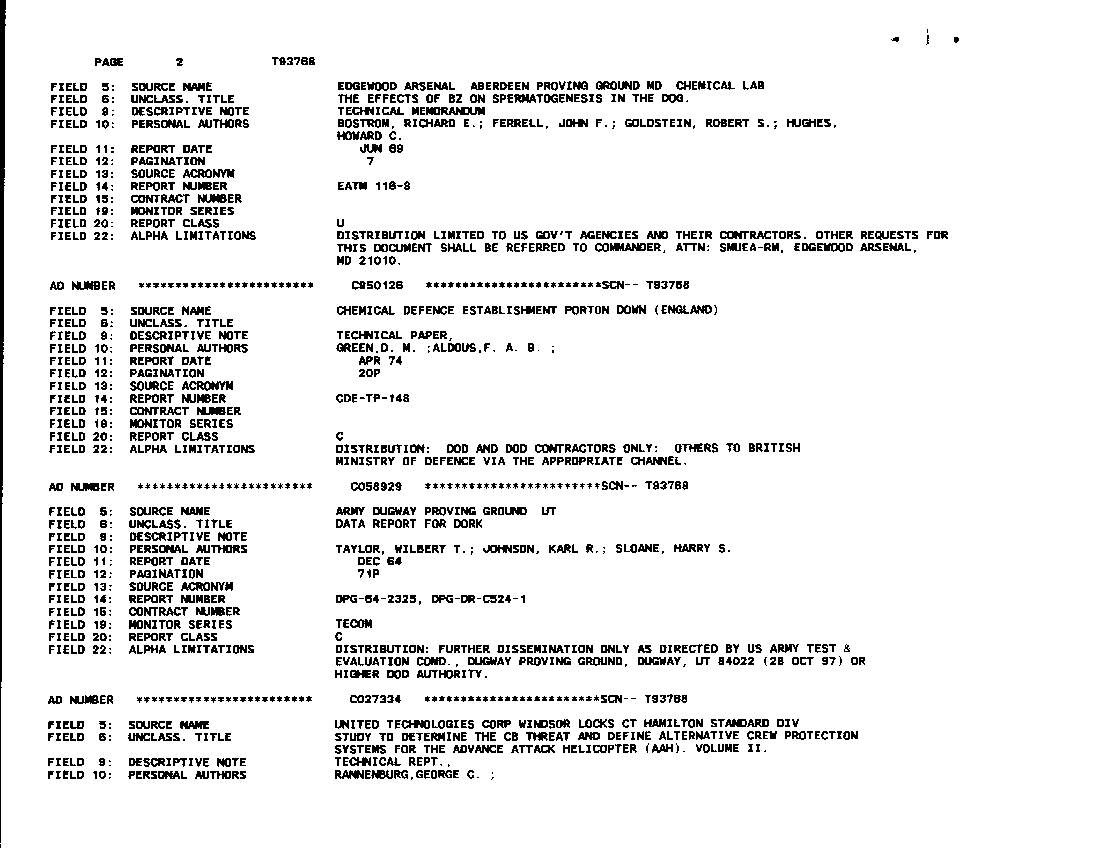 PAGE 2 T93768
FIELD 5: SOURCE NAME EDGEWOOD ARSENAL ABERDEEN PROVING GROUND MD CHEMICAL LAB
FIELD 6: UNCLASS. TITLE THE EFFECTS OF BZ ON SPERMATOGENESIS IN THE DOG.
FIELD 9: DESCRIPTIVE NOTE TECHNICAL MEMORANDUM
FIELD 10: PERSONAL AUTHORS BOSTROM, RICHARD E.; FERRELL, JOHN F.; GOLDSTEIN, ROBERT S.; HUGHES,
HOWARD C.
FIELD 11: REPORT DATE JUN 69
FIELD 12: PAGINATION 7
FIELD 13: SOURCE ACRONYM
FIELD 14: REPORT NUMBER EATM 118-8
FIELD 15: CONTRACT NUMBER
FIELD 19: MONITOR SERIES
FIELD 20: REPORT CLASS U
FIELD 22: ALPHA LIMITATIONS DISTRIBUTION LIMITED TO US GOV'T AGENCIES AND THEIR CONTRACTORS. OTHER REQUESTS FOR
THIS DOCUMENT SHALL BE REFERRED TO COMMANDER, ATTN: SMUEA-RM, EDGEWOOD ARSENAL,
MD 21010.
AD NUMBER ************************ C950126 ************************SCN-- T93768
FIELD 5: SOURCE NAME CHEMICAL DEFENCE ESTABLISHMENT PORTON DOWN (ENGLAND)
FIELD 6: UNCLASS. TITLE
FIELD 9: DESCRIPTIVE NOTE TECHNICAL PAPER,
FIELD 10: PERSONAL AUTHORS GREEN,D. M. ;ALDOUS,F. A. B. ;
FIELD 11: REPORT DATE APR 74
FIELD 12: PAGINATION 20P
FIELD 13: SOURCE ACRONYM
FIELD 14: REPORT NUMBER CDE-TP-148
FIELD 15: CONTRACT NUMBER
FIELD 19: MONITOR SERIES
FIELD 20: REPORT CLASS C
FIELD 22: ALPHA LIMITATIONS DISTRIBUTION: DOD AND DOD CONTRACTORS ONLY: OTHERS TO BRITISH
MINISTRY OF DEFENCE VIA THE APPROPRIATE CHANNEL.
AD NUMBER ************************ C058929 ************************SCN-- T93768
FIELD 5: SOURCE NAME ARMY DUGWAY PROVING GROUND UT
FIELD 6: UNCLASS. TITLE DATA REPORT FOR DORK
FIELD 9: DESCRIPTIVE NOTE
FIELD 10: PERSONAL AUTHORS TAYLOR, WILBERT T.; JOHNSON, KARL R.; SLOANE, HARRY S.
FIELD 11: REPORT DATE DEC 64
FIELD 12: PAGINATION 71P
FIELD 13: SOURCE ACRONYM
FIELD 14: REPORT NUMBER DPG-64-2325, DPG-DR-C524-1
FIELD 15: CONTRACT NUMBER
FIELD 19: MONITOR SERIES TECOM
FIELD 20: REPORT CLASS C
FIELD 22: ALPHA LIMITATIONS DISTRIBUTION: FURTHER DISSEMINATION ONLY AS DIRECTED BY US ARMY TEST &
EVALUATION COMD., DUGWAY PROVING GROUND, DUGWAY, UT 84022 (28 OCT 97) OR
HIGHER DOD AUTHORITY.
AD NUMBER ************************ C027334 ************************SCN-- T93768
FIELD 5: SOURCE NAME UNITED TECHNOLOGIES CORP WINDSOR LOCKS CT HAMILTON STANDARD DIV
FIELD 6: UNCLASS. TITLE STUDY TO DETERMINE THE CB THREAT AND DEFINE ALTERNATIVE CREW PROTECTION
SYSTEMS FOR THE ADVANCE ATTACK HELICOPTER (AAH). VOLUME II.
FIELD 9: DESCRIPTIVE NOTE TECHNICAL REPT.,
FIELD 10: PERSONAL AUTHORS RANNENBURG,GEORGE C. ;